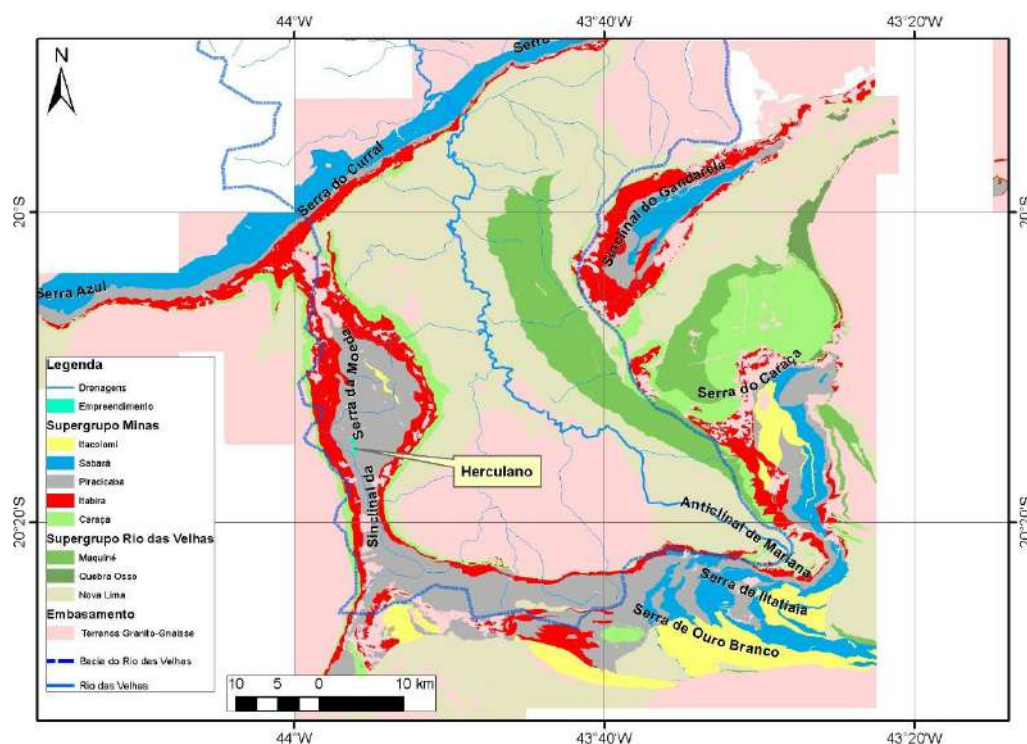 44°W
43°40'W
43°20'W
N
Serra
Serra do Curral
Sinclinal do Gandarela
20°S
20°S
Serra Azul
Serra da Moeda
Serra do Caraça
Legenda
Drenagens
Empreendimento
Supergrupo Minas
Itacolomi
Sabará
Piracicaba
Itabira
Caraça
Supergrupo Rio das Velhas
Maquiné
Quebra Osso
Nova Lima
Embasamento
Terrenos Granito-Gnaisse
Bacia do Rio das Velhas
Rio das Velhas
Herculano
Sinclinal da
Anticlinal de Mariana
20°20'S
20°20'S
Serra de Iitatiaia
Serra de Ouro Branco
10 5 0 10 km
44°W
43°40'W
43°20'W